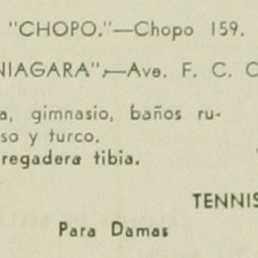 "CHOPO."—Chopo 159.
NIAGARA",—Ave. F. C. C
a, gimnasio, baños ru-
so y turco.
regadera tibia.
TENNIS
Para Damas